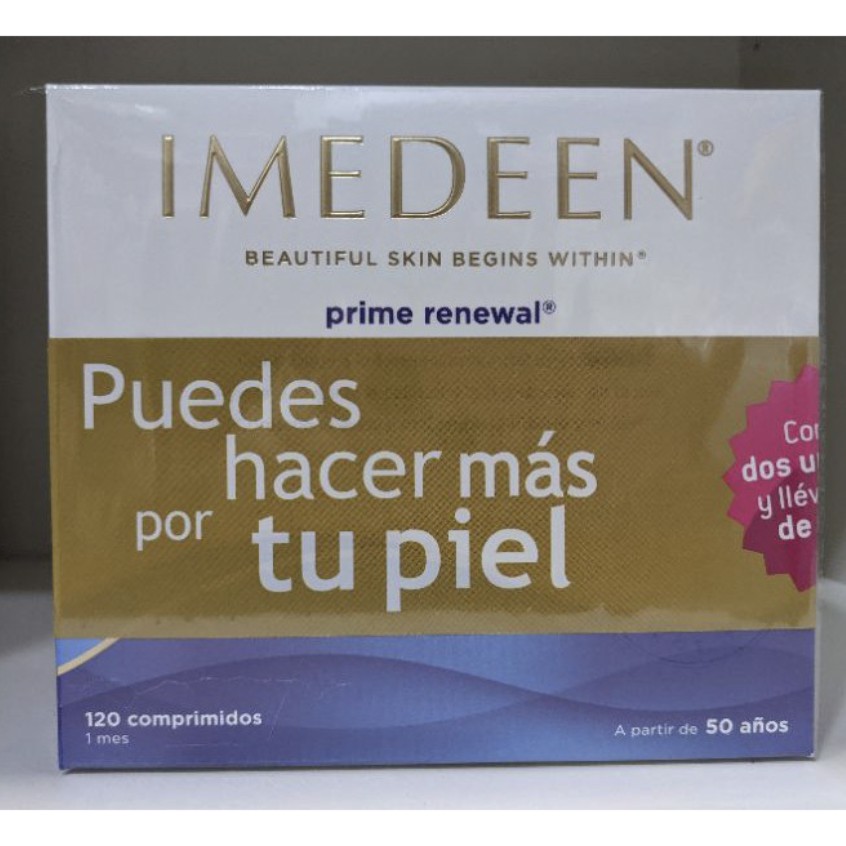 IMEDEEN®
BEAUTIFUL SKIN BEGINS WITHIN®
prime renewal®
Puedes
hacer más
por tu piel
dos
de
120 comprimidos
1 mes
A partir de 50 años